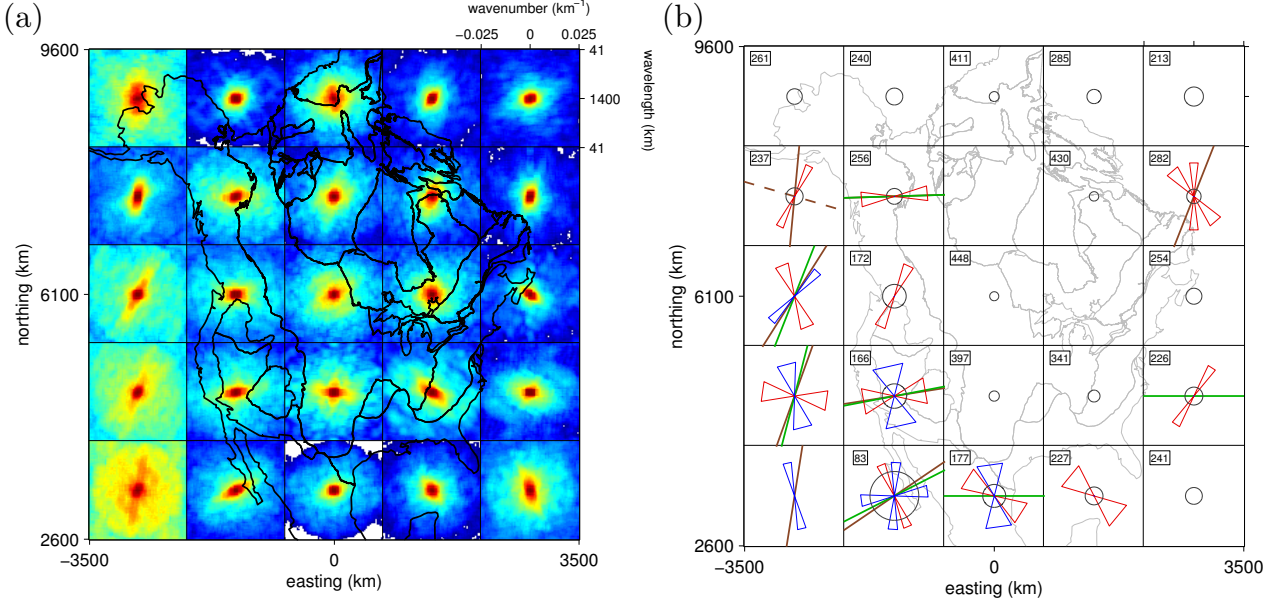 (a)
wavenumber (km⁻¹)
−0.025 0 0.025
9600
6100
2600
northing (km)
41
1400
41
wavelength (km)
−3500 0 3500
easting (km)
(b)
9600
6100
2600
northing (km)
261 240 411 285 213
237 256 430 282
172 448 254
166 397 341 226
83 177 227 241
−3500 0 3500
easting (km)